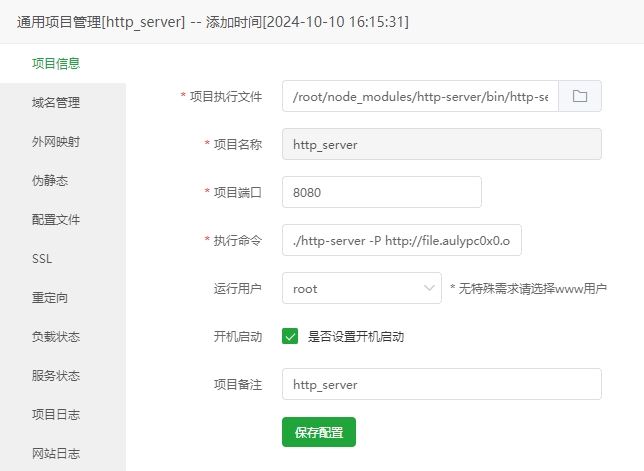 通用项目管理[http_server] -- 添加时间[2024-10-10 16:15:31]
项目信息
域名管理
外网映射
伪静态
配置文件
SSL
重定向
负载状态
服务状态
项目日志
网站日志
* 项目执行文件 /root/node_modules/http-server/bin/http-se
* 项目名称 http_server
* 项目端口 8080
* 执行命令 ./http-server -P http://file.aulypc0x0.o
运行用户 root * 无特殊需求请选择www用户
开机启动 是否设置开机启动
项目备注 http_server
保存配置